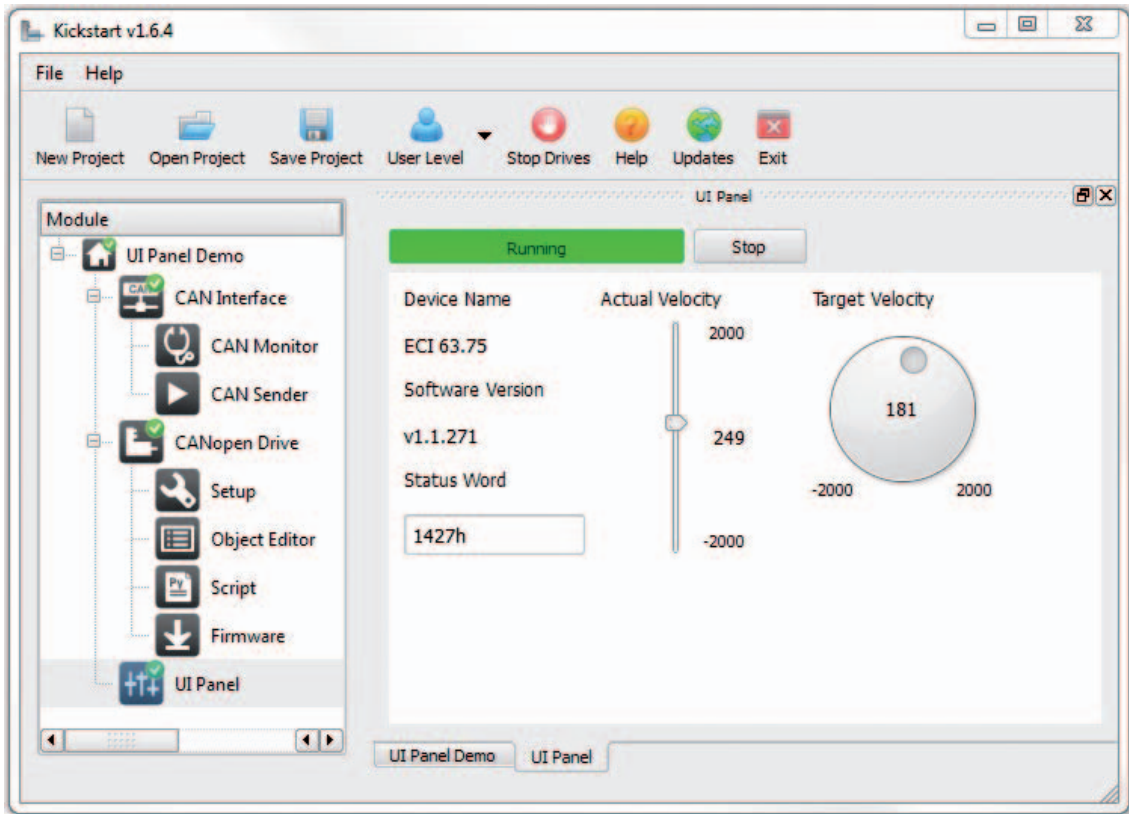 Kickstart v1.6.4
File Help
New Project Open Project Save Project User Level Stop Drives Help Updates Exit
UI Panel
Module
UI Panel Demo
CAN Interface
CAN Monitor
CAN Sender
CANopen Drive
Setup
Object Editor
Script
Firmware
UI Panel
Running Stop
Device Name
ECI 63.75
Software Version
v1.1.271
Status Word
1427h
Actual Velocity
2000
249
-2000
Target Velocity
181
-2000 2000
UI Panel Demo UI Panel